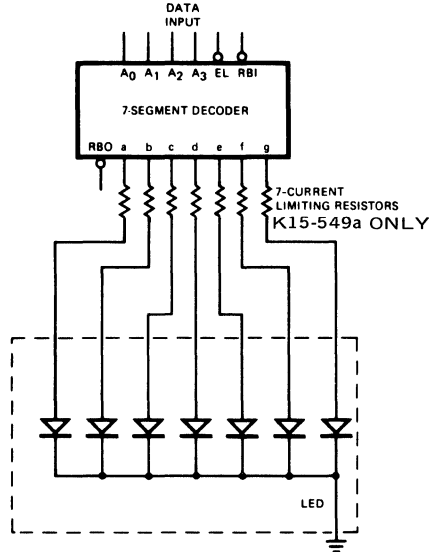 DATA
INPUT
A0 A1 A2 A3 EL RBI
7-SEGMENT DECODER
RBO a b c d e f g
7-CURRENT
LIMITING RESISTORS
K15-549a ONLY
LED